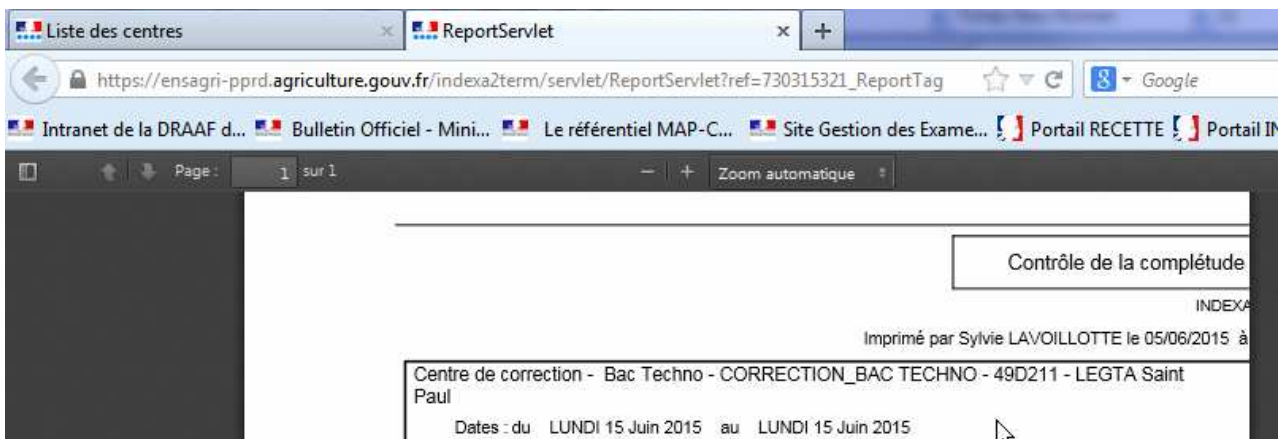 Liste des centres × ReportServlet × +
https://ensagri-pprd.agriculture.gouv.fr/indexa2term/servlet/ReportServlet?ref=730315321_ReportTag 8 Google
Intranet de la DRAAF d... Bulletin Officiel - Mini... Le référentiel MAP-C... Site Gestion des Exame... Portail RECETTE Portail IN
Page : 1 sur 1 − + Zoom automatique
Contrôle de la complétude
INDEXA
Imprimé par Sylvie LAVOILLOTTE le 05/06/2015 à
Centre de correction - Bac Techno - CORRECTION_BAC TECHNO - 49D211 - LEGTA Saint
Paul
Dates : du LUNDI 15 Juin 2015 au LUNDI 15 Juin 2015